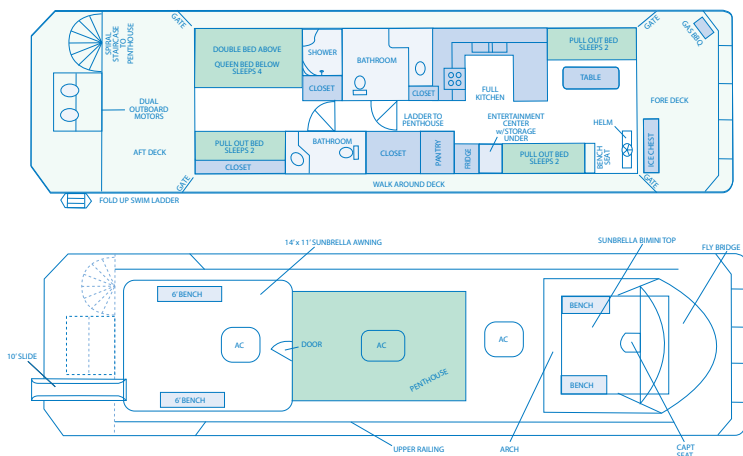 GATE
GATE
GAS BBQ
SPIRAL
STAIRCASE
TO
PENTHOUSE
DOUBLE BED ABOVE
QUEEN BED BELOW
SLEEPS 4
SHOWER
BATHROOM
PULL OUT BED
SLEEPS 2
TABLE
CLOSET
CLOSET
FULL
KITCHEN
FORE DECK
DUAL
OUTBOARD
MOTORS
LADDER TO
PENTHOUSE
ENTERTAINMENT
CENTER
w/STORAGE
UNDER
HELM
AFT DECK
PULL OUT BED
SLEEPS 2
CLOSET
BATHROOM
CLOSET
PANTRY
FRIDGE
PULL OUT BED
SLEEPS 2
BENCH
SEAT
ICE CHEST
GATE
WALK AROUND DECK
GATE
FOLD UP SWIM LADDER
14' x 11' SUNBRELLA AWNING
SUNBRELLA BIMINI TOP
FLY BRIDGE
6' BENCH
BENCH
AC
DOOR
AC
AC
10' SLIDE
PENTHOUSE
BENCH
6' BENCH
UPPER RAILING
ARCH
CAPT
SEAT